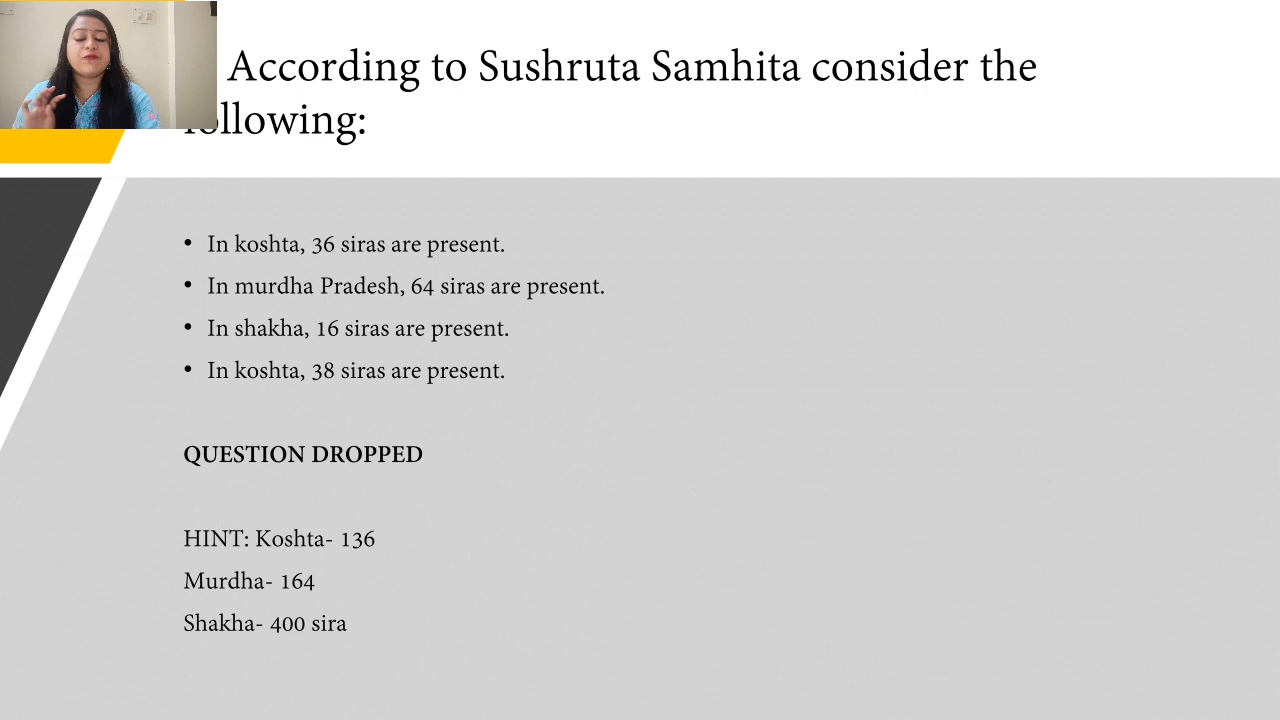 According to Sushruta Samhita consider the
following:
• In koshta, 36 siras are present.
• In murdha Pradesh, 64 siras are present.
• In shakha, 16 siras are present.
• In koshta, 38 siras are present.
QUESTION DROPPED
HINT: Koshta- 136
Murdha- 164
Shakha- 400 sira